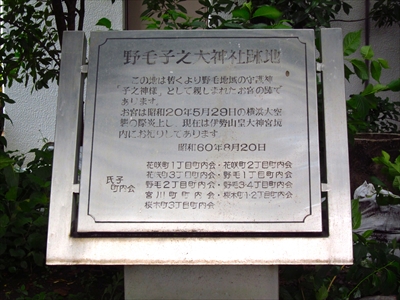 野毛子之大神社跡地
この地は舊くより野毛地域の守護神
「子之神様」として親しまれたお宮の跡で
あります。
お宮は昭和20年5月29日の横浜大空
襲の際炎上し、現在は伊勢山皇大神宮境
内にお祀りしてあります。
昭和60年8月20日
氏子町内会
花咲町1丁目町内会・花咲町2丁目町内会
花咲町3丁目町内会・野毛1丁目町内会
野毛2丁目町内会・野毛3・4丁目町内会
宮川町町内会・桜木町1・2丁目町内会
桜木町3丁目町内会